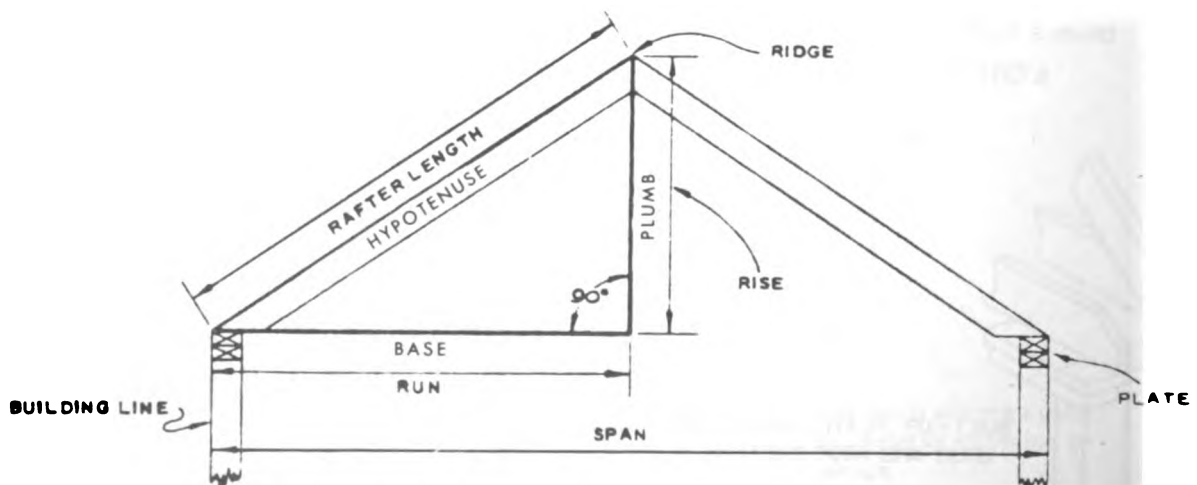 RIDGE
RAFTER LENGTH
HYPOTENUSE
PLUMB
RISE
90°
BASE
RUN
BUILDING LINE
PLATE
SPAN